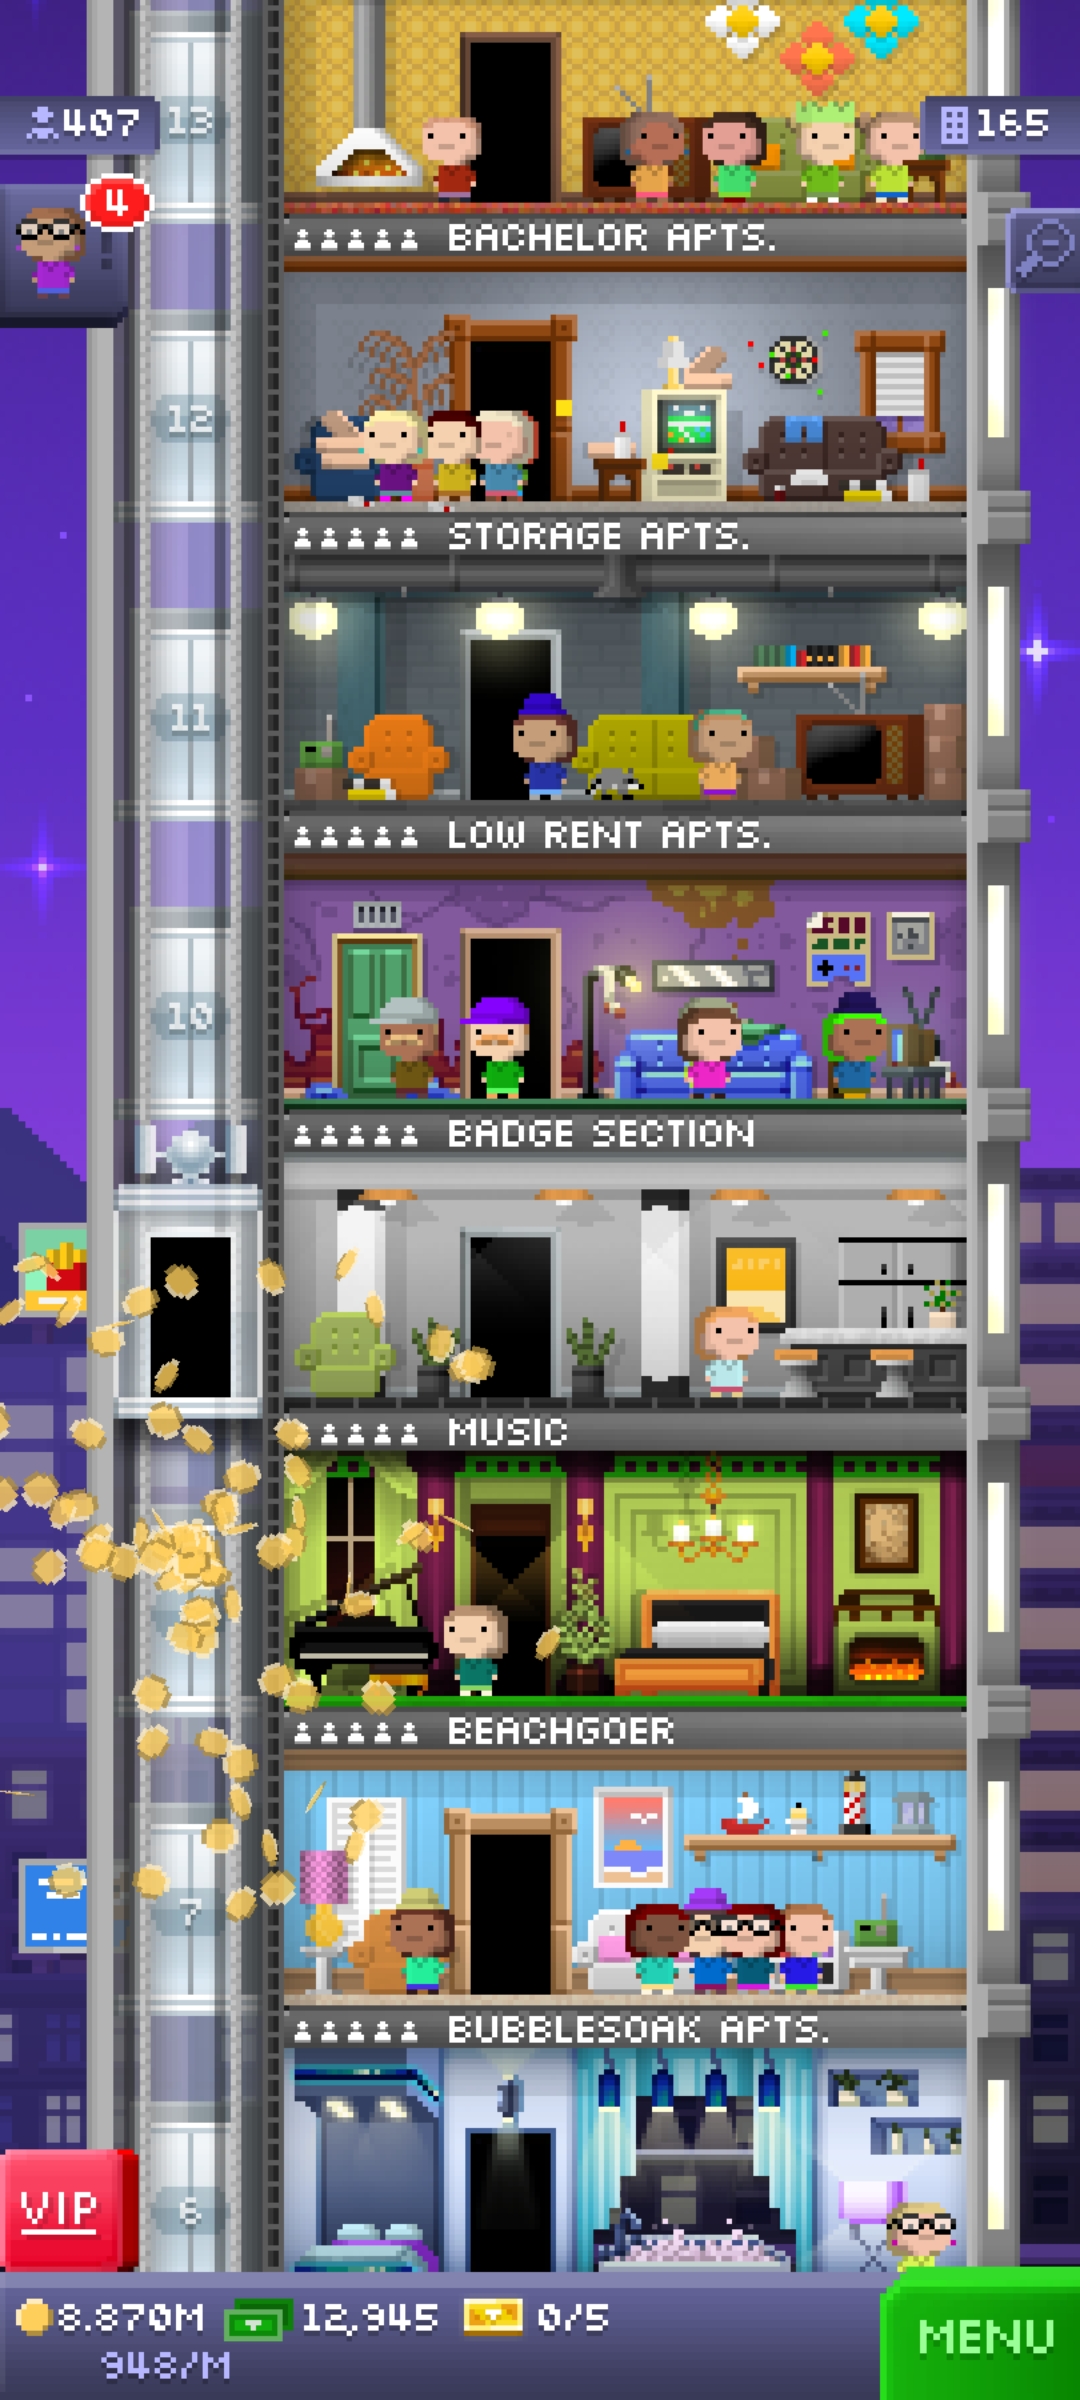 407
13
165
4
BACHELOR APTS.
12
STORAGE APTS.
11
LOW RENT APTS.
10
BADGE SECTION
MUSIC
BEACHGOER
7
BUBBLESOAK APTS.
6
VIP
8.870M
12,945
0/5
948/M
MENU